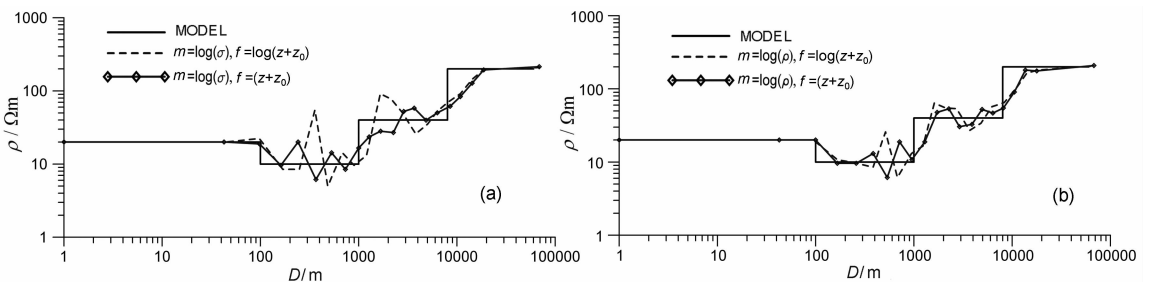 1000
100
10
1
ρ / Ωm
MODEL
m=log(σ), f=log(z+z₀)
m=log(σ), f=(z+z₀)
(a)
1 10 100 1000 10000 100000
D/m
1000
100
10
1
ρ / Ωm
MODEL
m=log(ρ), f=log(z+z₀)
m=log(ρ), f=(z+z₀)
(b)
1 10 100 1000 10000 100000
D/m